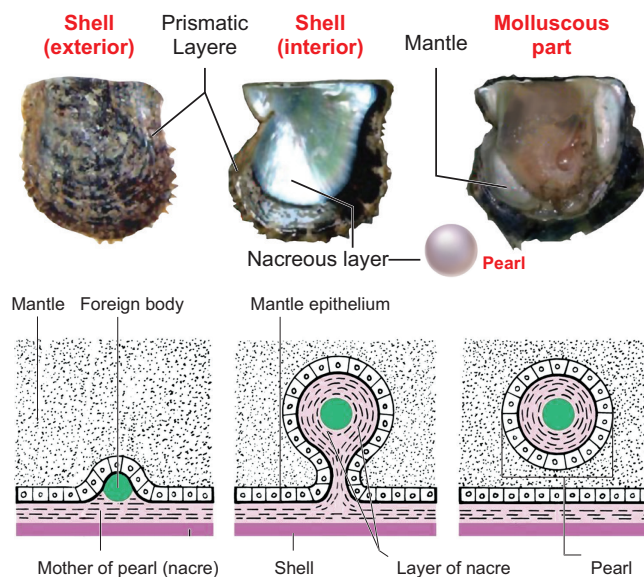 Shell
(exterior)
Prismatic
Layere
Shell
(interior)
Mantle
Molluscous
part
Nacreous layer
Pearl
Mantle
Foreign body
Mantle epithelium
Mother of pearl (nacre)
Shell
Layer of nacre
Pearl